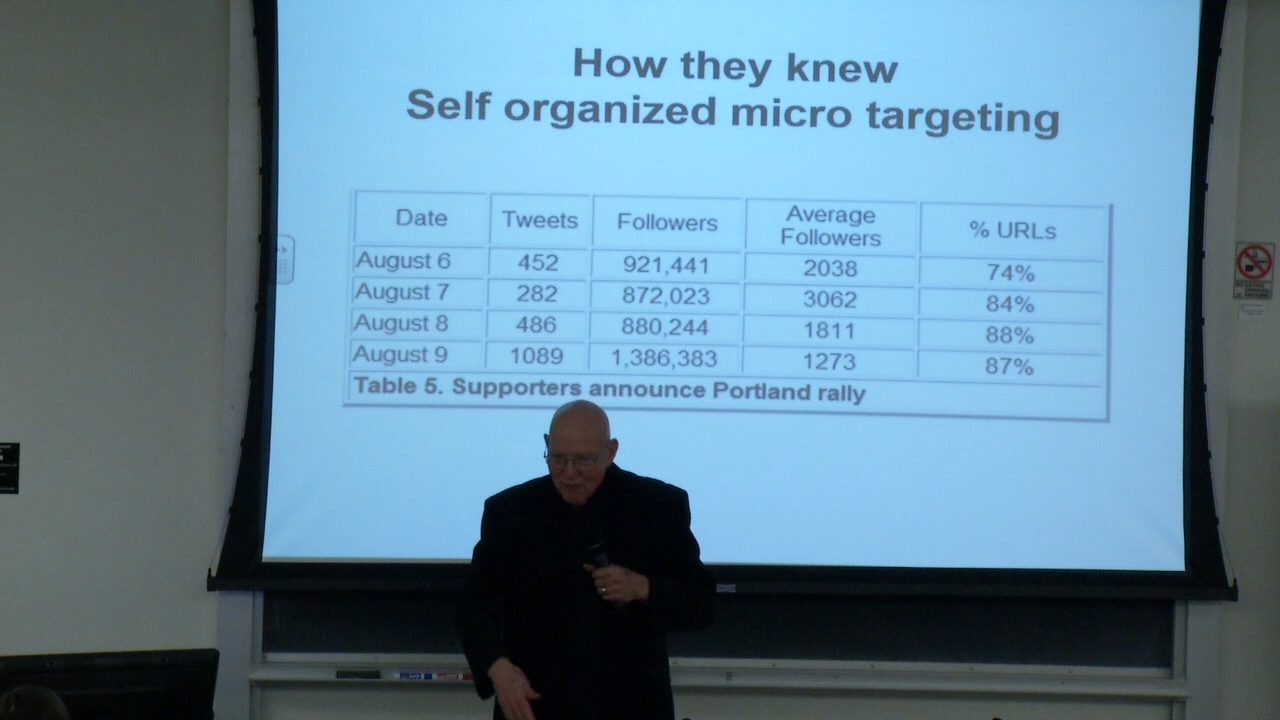 How they knew
Self organized micro targeting
Date Tweets Followers Average Followers % URLs
August 6 452 921,441 2038 74%
August 7 282 872,023 3062 84%
August 8 486 880,244 1811 88%
August 9 1089 1,386,383 1273 87%
Table 5. Supporters announce Portland rally